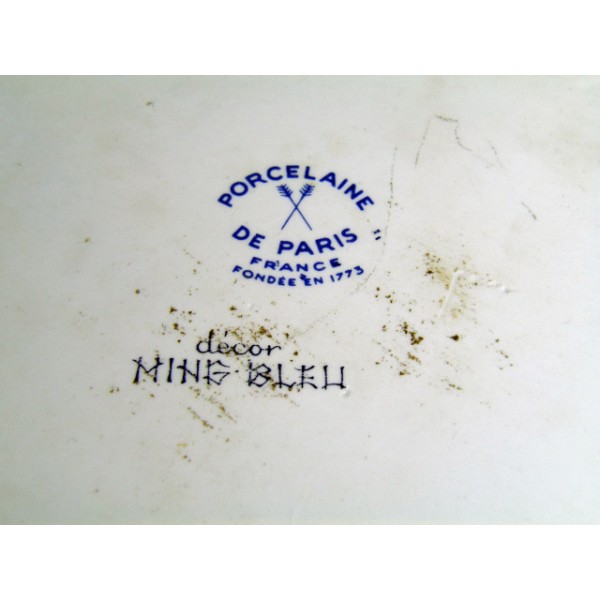 PORCELAINE
DE PARIS
FRANCE
FONDÉE EN 1773
décor
MING BLEU